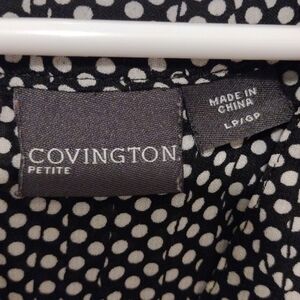 COVINGTON
PETITE
MADE IN
CHINA
LP/GP